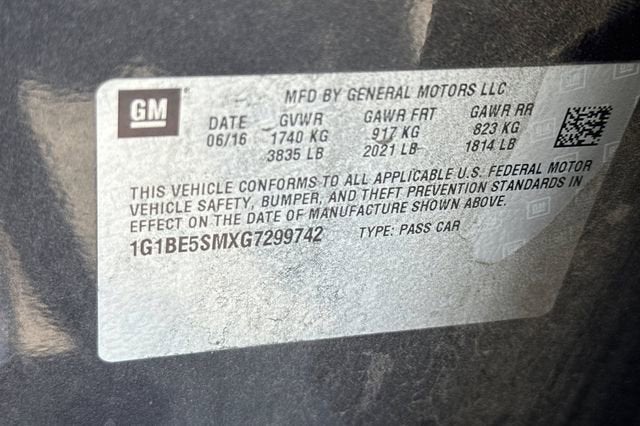 GM
MFD BY GENERAL MOTORS LLC
DATE GVWR GAWR FRT GAWR RR
06/16 1740 KG 917 KG 823 KG
3835 LB 2021 LB 1814 LB
THIS VEHICLE CONFORMS TO ALL APPLICABLE U.S. FEDERAL MOTOR
VEHICLE SAFETY, BUMPER, AND THEFT PREVENTION STANDARDS IN
EFFECT ON THE DATE OF MANUFACTURE SHOWN ABOVE.
1G1BE5SMXG7299742 TYPE: PASS CAR